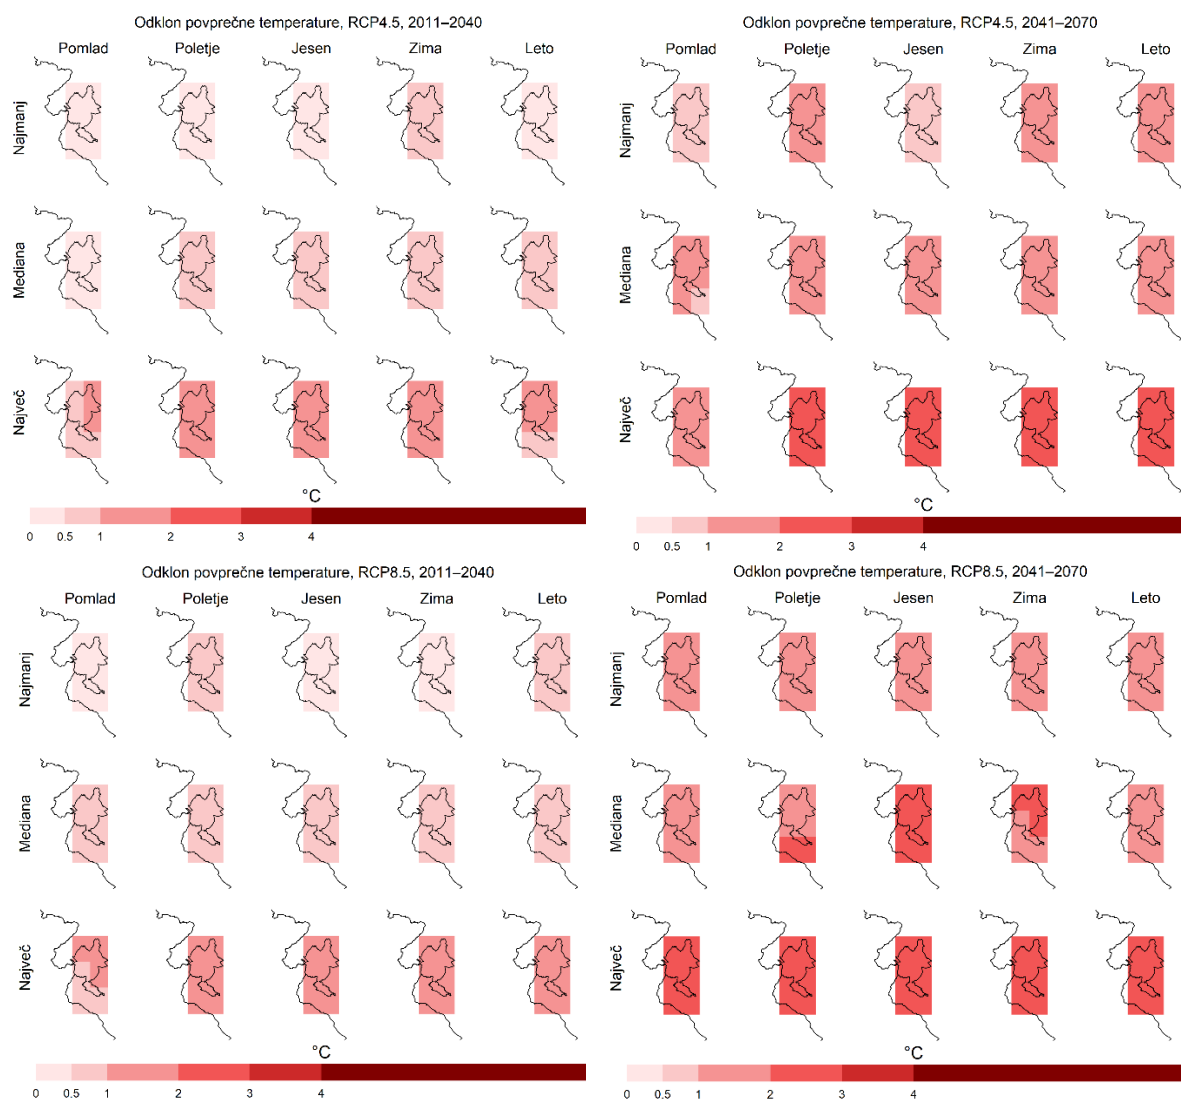 Odklon povprečne temperature, RCP4.5, 2011–2040
Pomlad Poletje Jesen Zima Leto
Najmanj
Mediana
Največ
°C
0 0.5 1 2 3 4
Odklon povprečne temperature, RCP4.5, 2041–2070
Pomlad Poletje Jesen Zima Leto
Najmanj
Mediana
Največ
°C
0 0.5 1 2 3 4
Odklon povprečne temperature, RCP8.5, 2011–2040
Pomlad Poletje Jesen Zima Leto
Najmanj
Mediana
Največ
°C
0 0.5 1 2 3 4
Odklon povprečne temperature, RCP8.5, 2041–2070
Pomlad Poletje Jesen Zima Leto
Najmanj
Mediana
Največ
°C
0 0.5 1 2 3 4